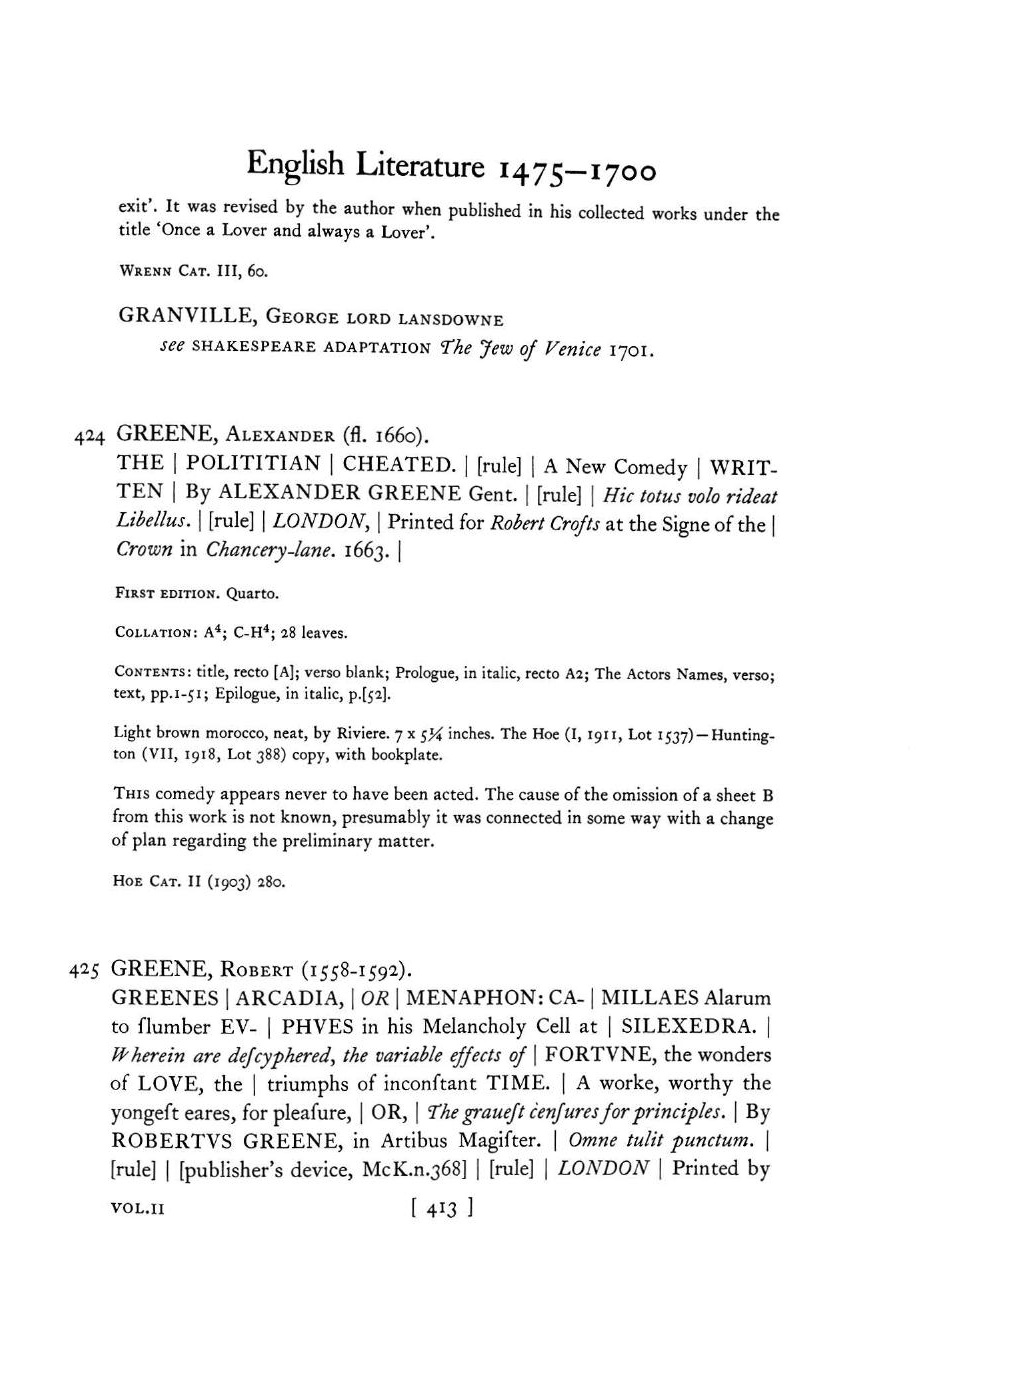 English Literature 1475–1700
exit'. It was revised by the author when published in his collected works under the
title 'Once a Lover and always a Lover'.
Wrenn Cat. III, 60.
GRANVILLE, George lord lansdowne
see SHAKESPEARE ADAPTATION The Jew of Venice 1701.
424 GREENE, Alexander (fl. 1660).
THE | POLITITIAN | CHEATED. | [rule] | A New Comedy | WRIT-
TEN | By ALEXANDER GREENE Gent. | [rule] | Hic totus volo rideat
Libellus. | [rule] | LONDON, | Printed for Robert Crofts at the Signe of the |
Crown in Chancery-lane. 1663. |
First edition. Quarto.
Collation: A⁴; C-H⁴; 28 leaves.
Contents: title, recto [A]; verso blank; Prologue, in italic, recto A2; The Actors Names, verso;
text, pp.1-51; Epilogue, in italic, p.[52].
Light brown morocco, neat, by Riviere. 7 x 5¼ inches. The Hoe (I, 1911, Lot 1537)—Hunting-
ton (VII, 1918, Lot 388) copy, with bookplate.
This comedy appears never to have been acted. The cause of the omission of a sheet B
from this work is not known, presumably it was connected in some way with a change
of plan regarding the preliminary matter.
Hoe Cat. II (1903) 280.
425 GREENE, Robert (1558-1592).
GREENES | ARCADIA, | OR | MENAPHON: CA- | MILLAES Alarum
to ſlumber EV- | PHVES in his Melancholy Cell at | SILEXEDRA. |
Wherein are deſcyphered, the variable effects of | FORTVNE, the wonders
of LOVE, the | triumphs of inconſtant TIME. | A worke, worthy the
yongeſt eares, for pleaſure, | OR, | The graueſt cenſures for principles. | By
ROBERTVS GREENE, in Artibus Magiſter. | Omne tulit punctum. |
[rule] | [publisher's device, McK.n.368] | [rule] | LONDON | Printed by
VOL.II [ 413 ]